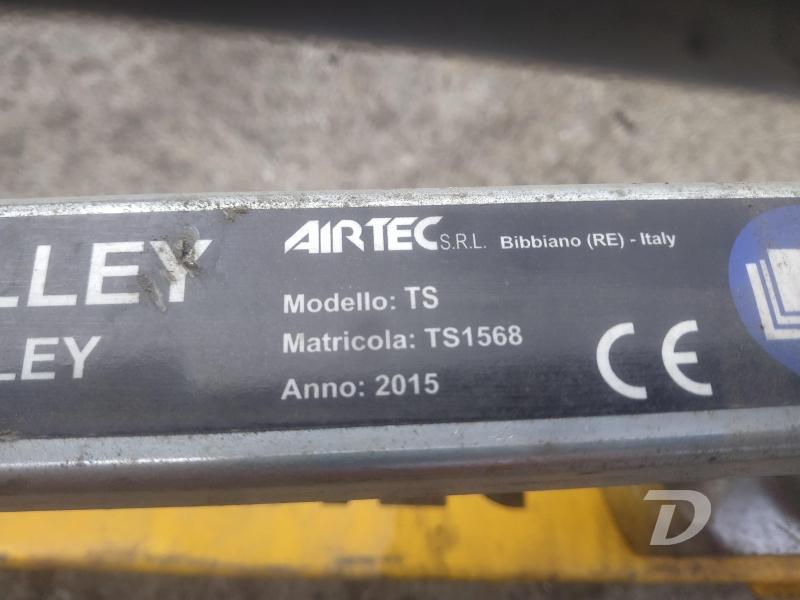 LLEY
LEY
AIRTEC S.R.L. Bibbiano (RE) - Italy
Modello: TS
Matricola: TS1568
Anno: 2015
CE
D